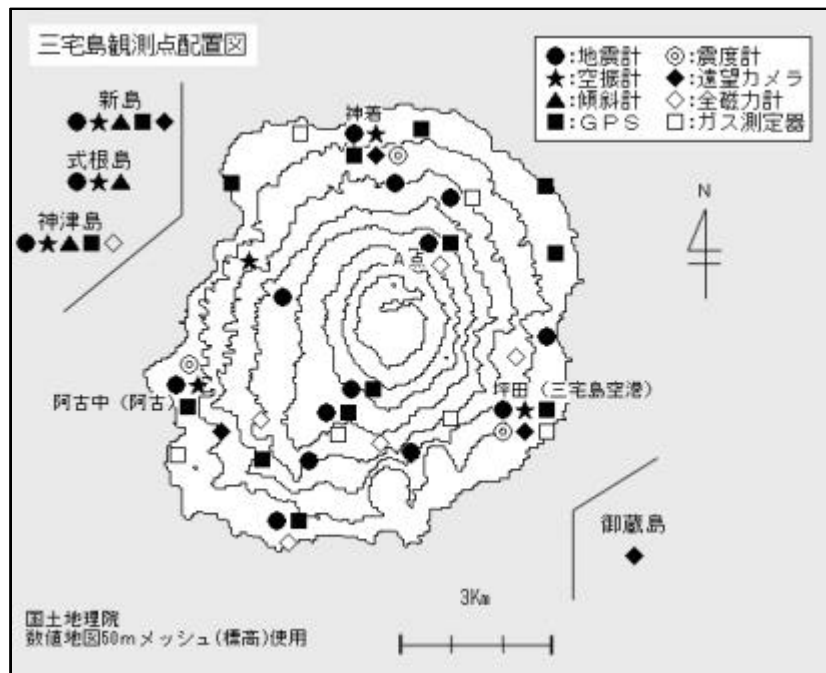 三宅島観測点配置図
●:地震計 ◎:震度計
★:空振計 ◆:遠望カメラ
▲:傾斜計 ◇:全磁力計
■:GPS □:ガス測定器
新島
式根島
神津島
神着
N
A点
阿古中(阿古)
坪田(三宅島空港)
御蔵島
3Km
国土地理院
数値地図50mメッシュ(標高)使用